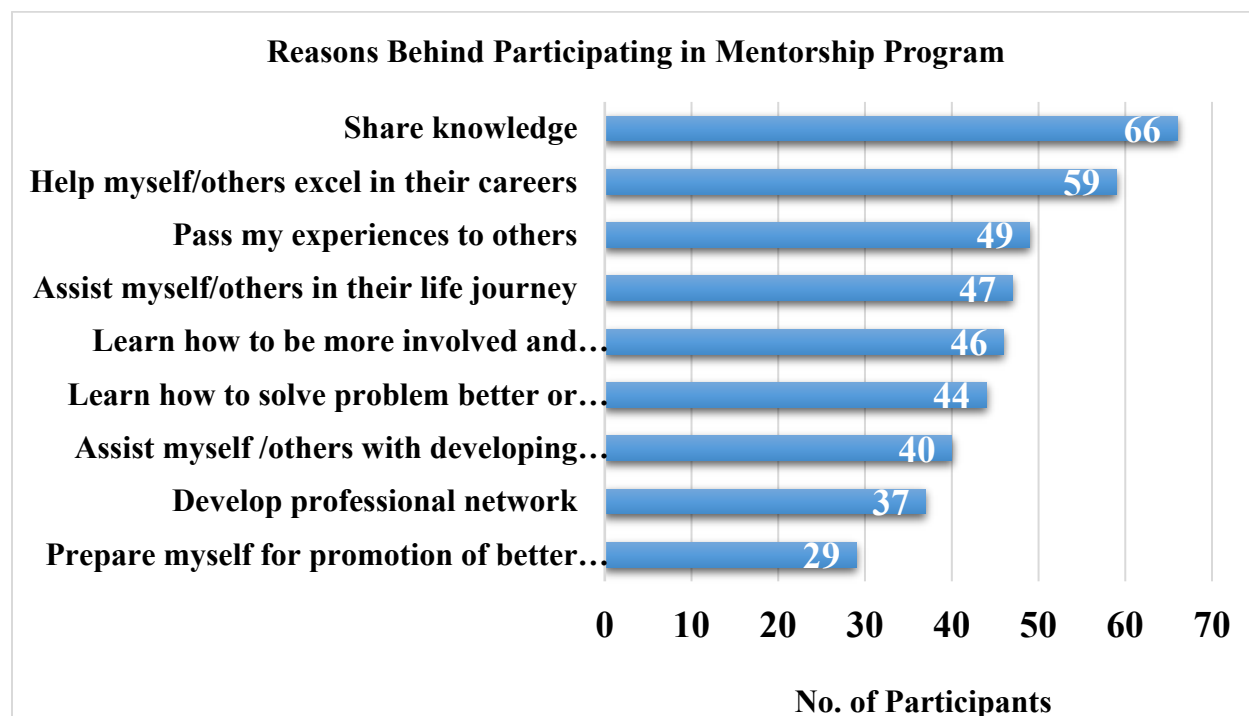 Reasons Behind Participating in Mentorship Program
Share knowledge 66
Help myself/others excel in their careers 59
Pass my experiences to others 49
Assist myself/others in their life journey 47
Learn how to be more involved and… 46
Learn how to solve problem better or… 44
Assist myself /others with developing… 40
Develop professional network 37
Prepare myself for promotion of better… 29
0 10 20 30 40 50 60 70
No. of Participants